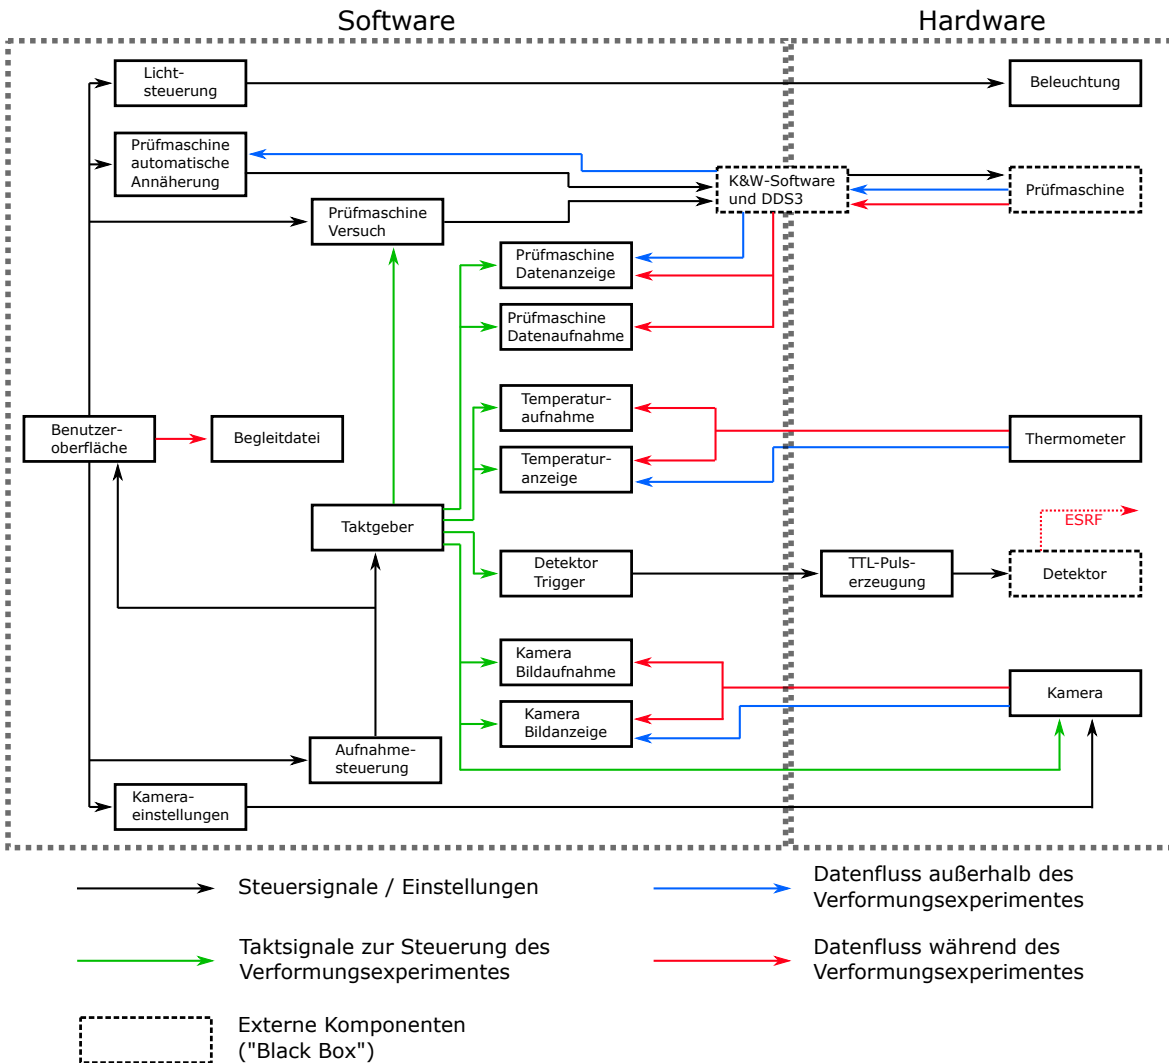 Software
Hardware
Licht-
steuerung
Beleuchtung
Prüfmaschine
automatische
Annäherung
K&W-Software
und DDS3
Prüfmaschine
Prüfmaschine
Versuch
Prüfmaschine
Datenanzeige
Prüfmaschine
Datenaufnahme
Temperatur-
aufnahme
Benutzer-
oberfläche
Begleitdatei
Thermometer
Temperatur-
anzeige
Taktgeber
ESRF
Detektor
Trigger
TTL-Puls-
erzeugung
Detektor
Kamera
Bildaufnahme
Kamera
Kamera
Bildanzeige
Aufnahme-
steuerung
Kamera-
einstellungen
Steuersignale / Einstellungen
Datenfluss außerhalb des
Verformungsexperimentes
Taktsignale zur Steuerung des
Verformungsexperimentes
Datenfluss während des
Verformungsexperimentes
Externe Komponenten
("Black Box")